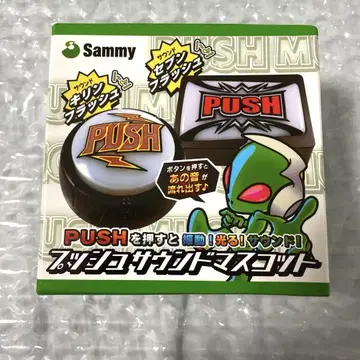 Sammy
サウンド
キリン
フラッシュ
サウンド
セブン
フラッシュ
PUSH
PUSH
ボタンを押すと
あの音が
流れ出す♪
PUSHを押すと振動!光る!サウンド!
プッシュサウンドマスコット